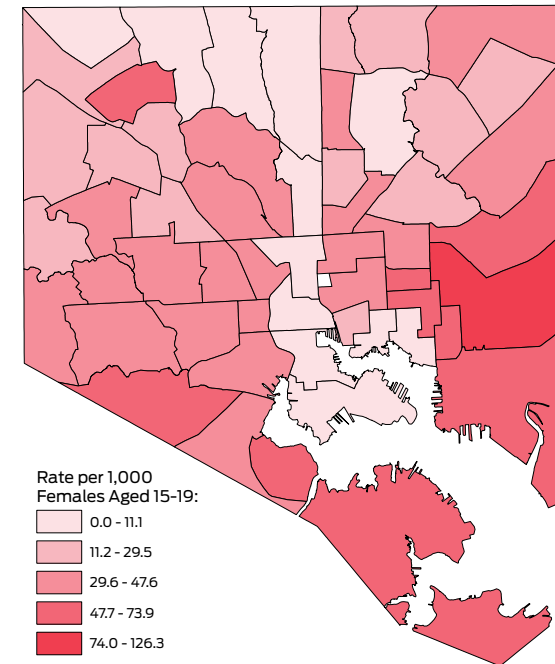 Rate per 1,000
Females Aged 15-19:
0.0 - 11.1
11.2 - 29.5
29.6 - 47.6
47.7 - 73.9
74.0 - 126.3